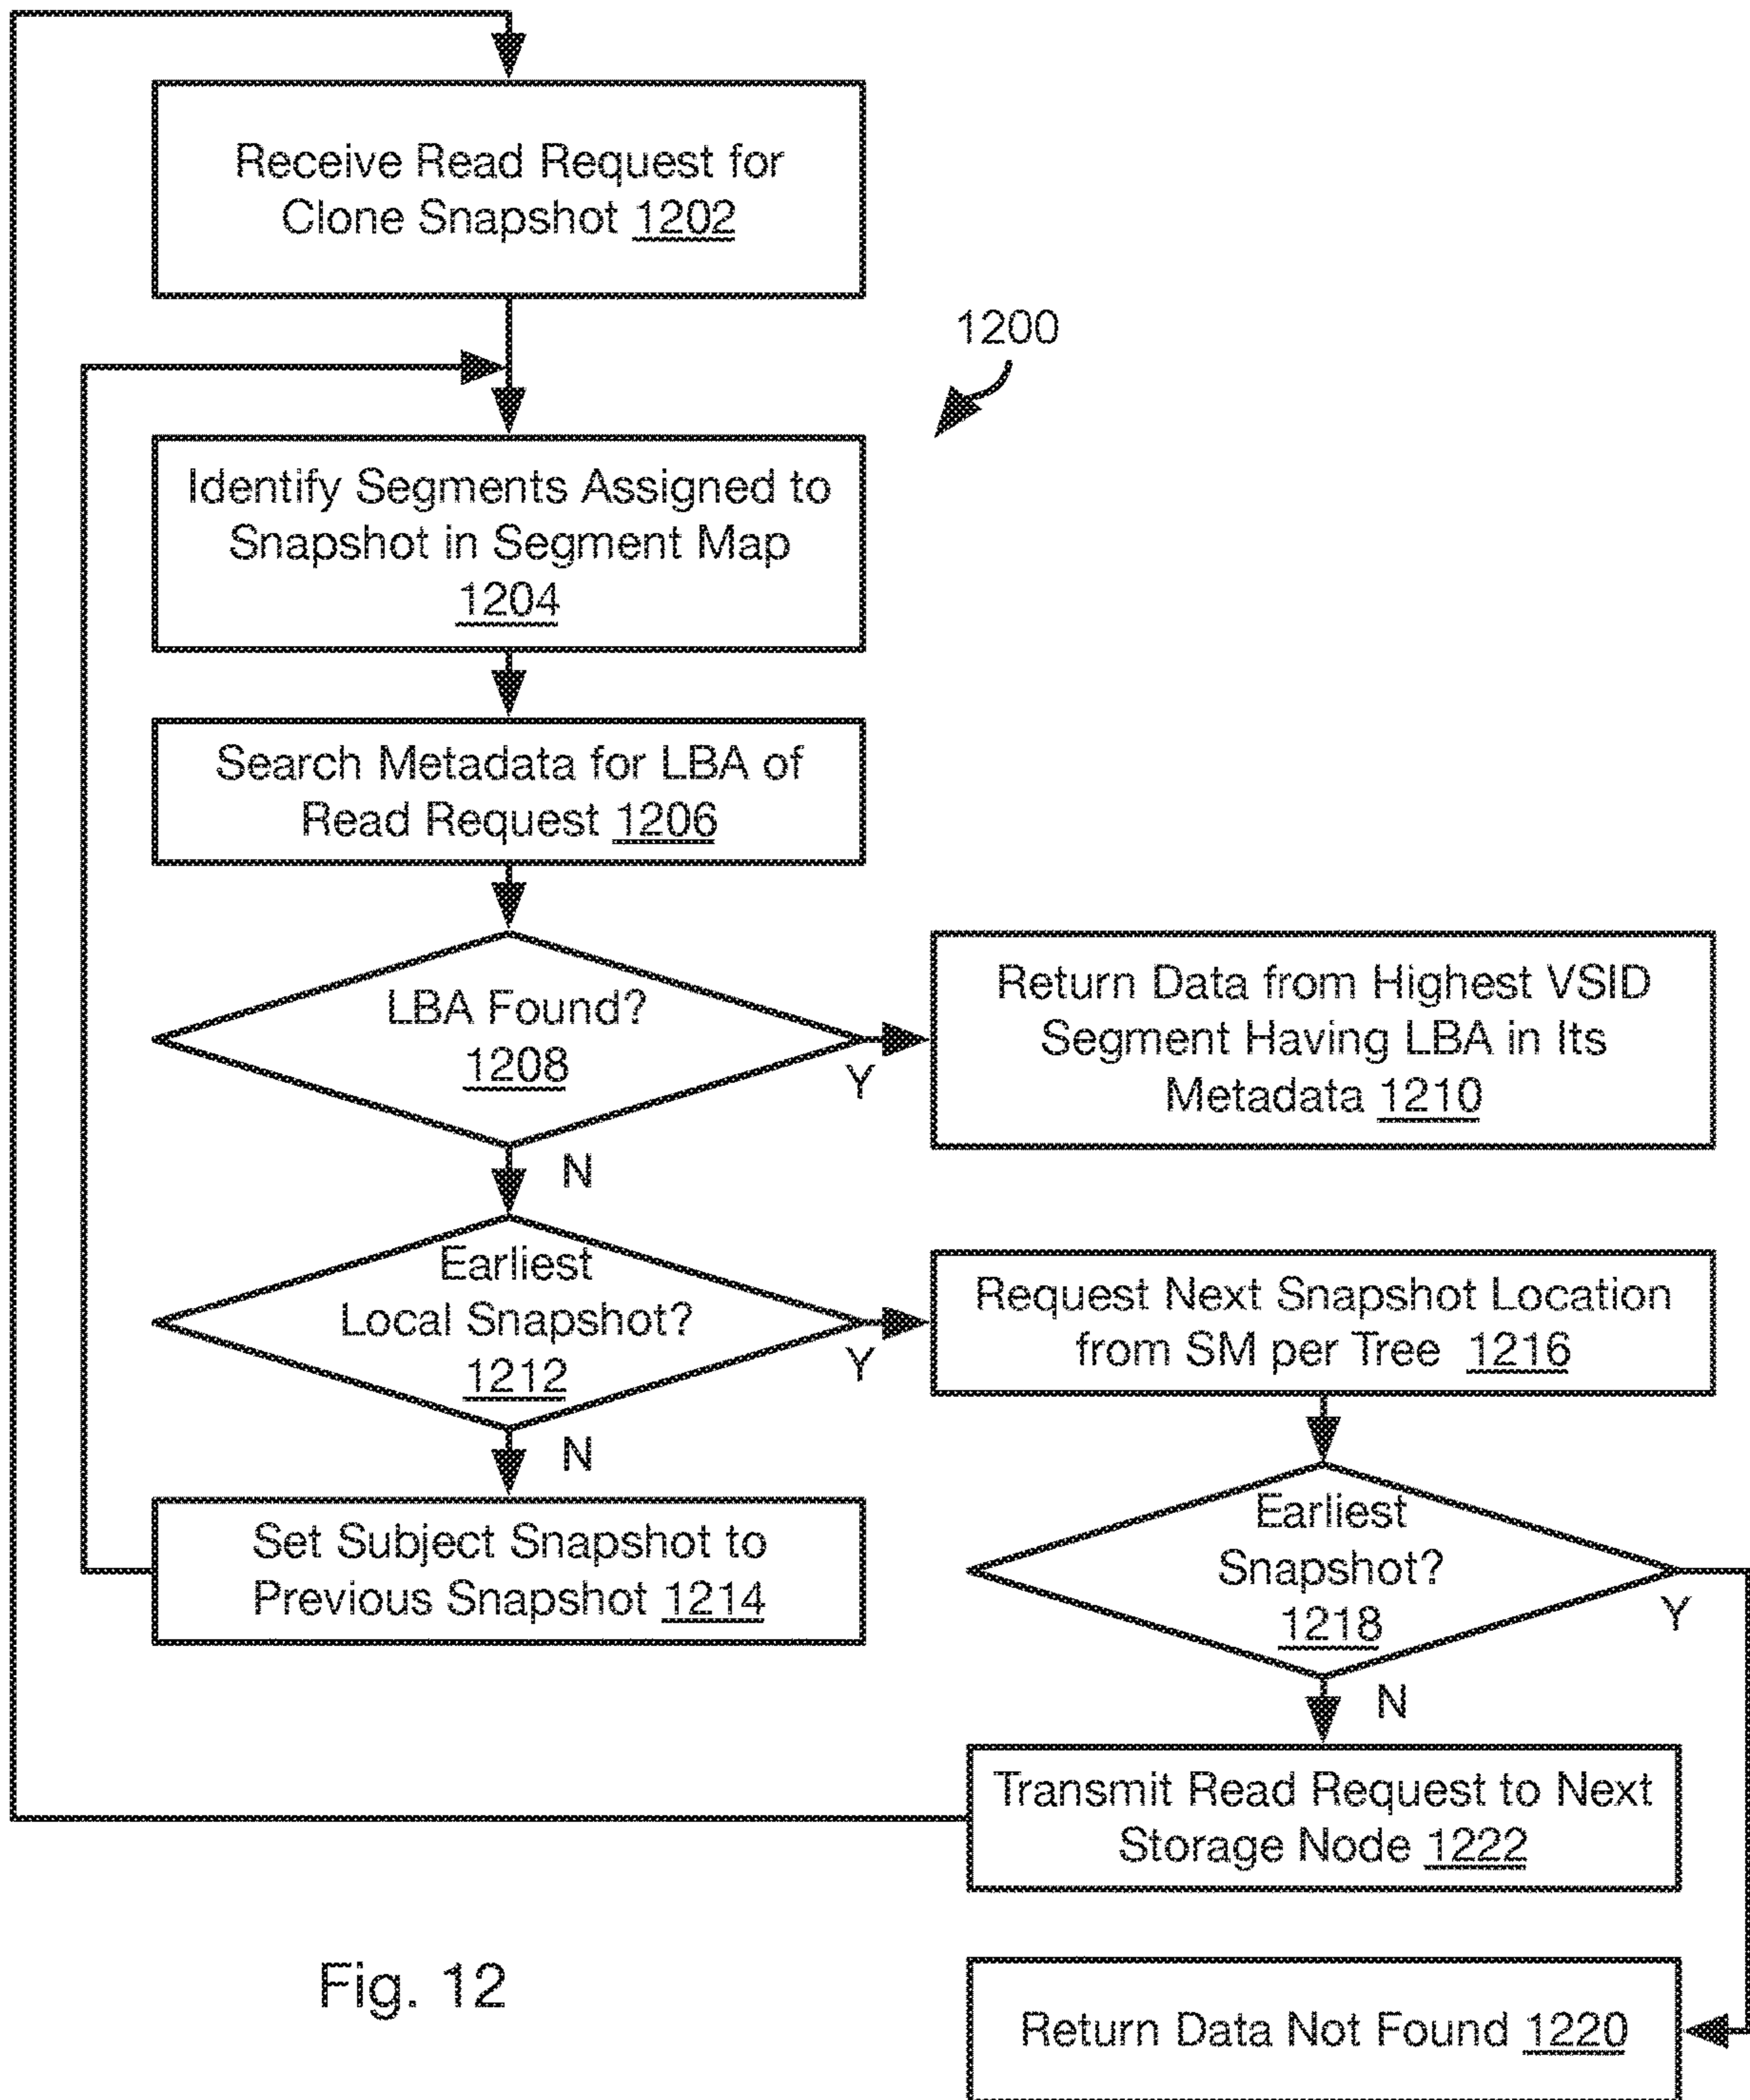 Receive Read Request for
Clone Snapshot 1202
1200
Identify Segments Assigned to
Snapshot in Segment Map
1204
Search Metadata for LBA of
Read Request 1206
LBA Found?
1208
Y
N
Return Data from Highest VSID
Segment Having LBA in Its
Metadata 1210
Earliest
Local Snapshot?
1212
Y
N
Request Next Snapshot Location
from SM per Tree 1216
Set Subject Snapshot to
Previous Snapshot 1214
Earliest
Snapshot?
1218
Y
N
Transmit Read Request to Next
Storage Node 1222
Return Data Not Found 1220
Fig. 12